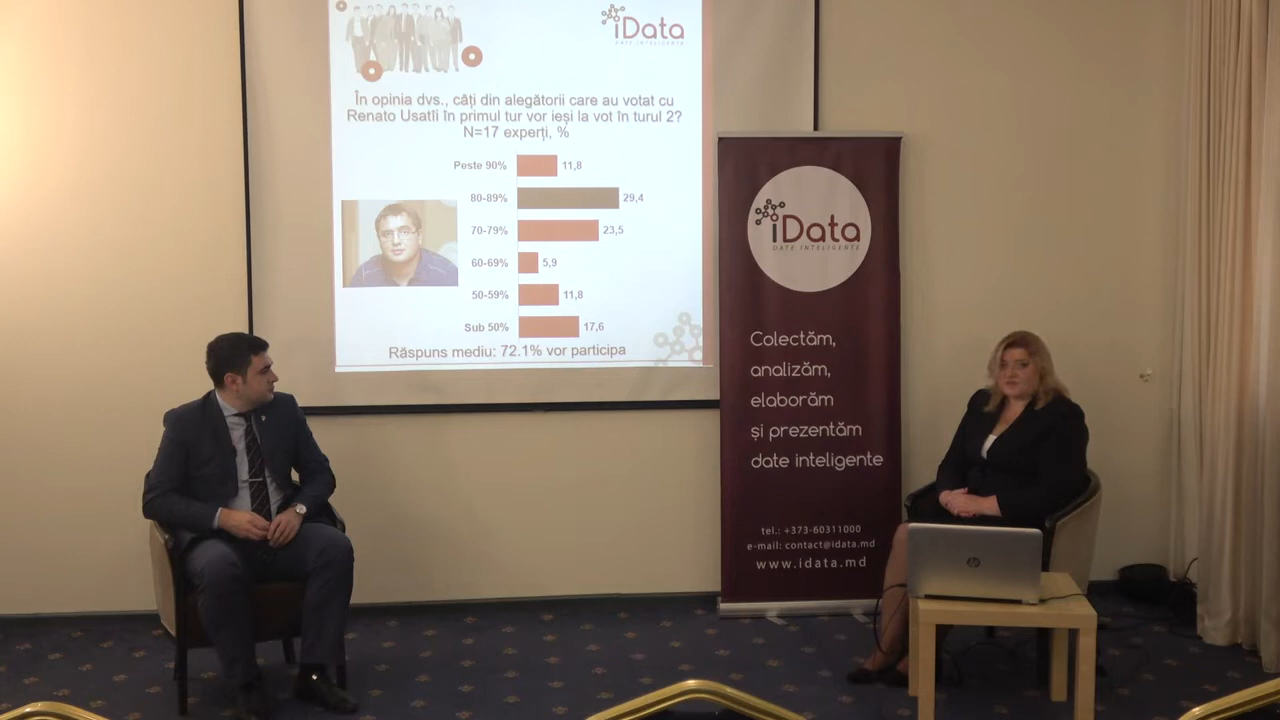 iData
DATE INTELIGENTE
În opinia dvs., câți din alegătorii care au votat cu
Renato Usatîi în primul tur vor ieși la vot în turul 2?
N=17 experți, %
Peste 90% 11,8
80-89% 29,4
70-79% 23,5
60-69% 5,9
50-59% 11,8
Sub 50% 17,6
Răspuns mediu: 72.1% vor participa
iData
DATE INTELIGENTE
Colectăm,
analizăm,
elaborăm
și prezentăm
date inteligente
tel.: +373-60311000
e-mail: contact@idata.md
www.idata.md
hp